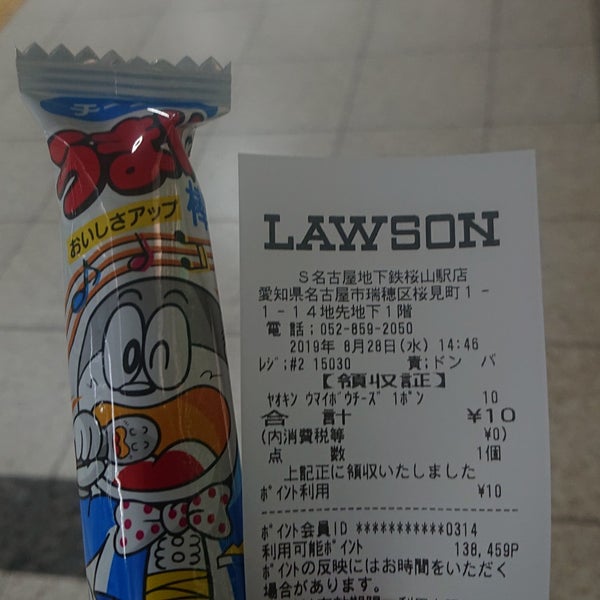 チーズ
うまい棒
おいしさアップ
LAWSON
S名古屋地下鉄桜山駅店
愛知県名古屋市瑞穂区桜見町1-
1-14地先地下1階
電話:052-859-2050
2019年 8月28日(水) 14:46
レジ:#2 15030 責:ドン バ
【領収証】
ヤオキン ウマイボウチーズ 1ポン 10
合 計 ¥10
(内消費税等 ¥0)
点 数 1個
上記正に領収いたしました
ポイント利用 ¥10
ポイント会員ID ***********0314
利用可能ポイント 138,459P
ポイントの反映にはお時間をいただく
場合があります。